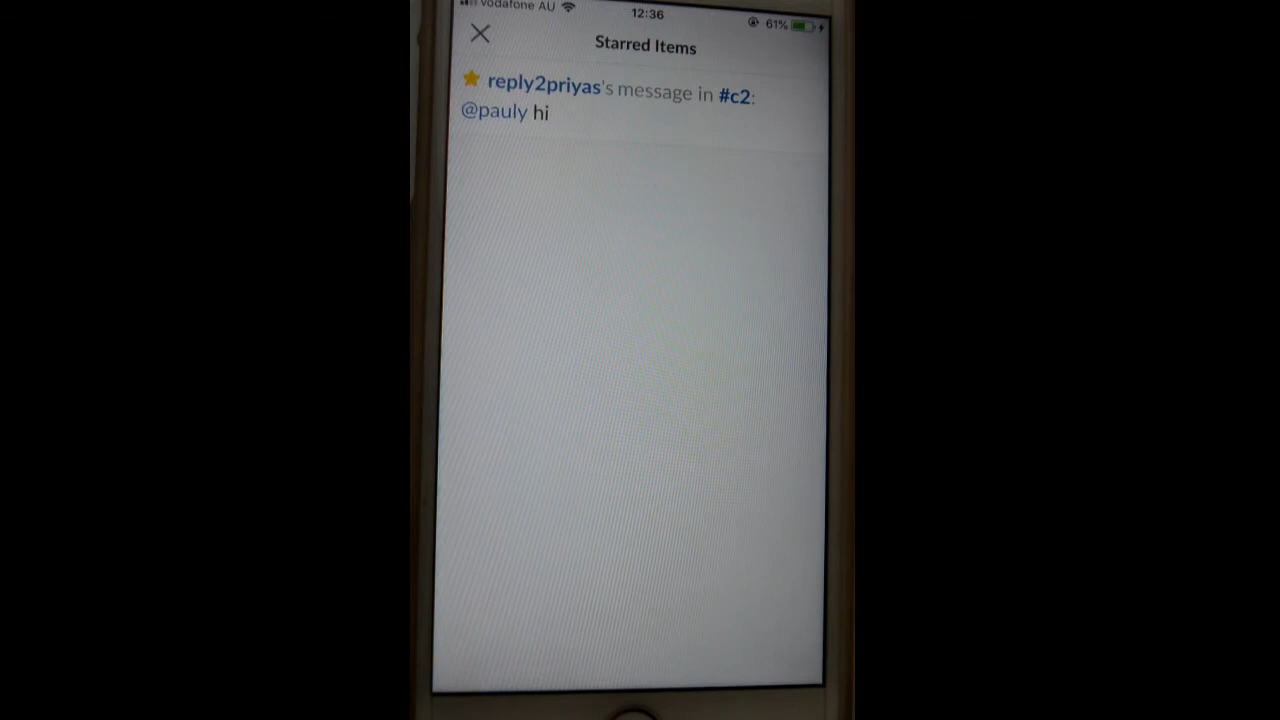 vodafone AU 12:36 61%
Starred Items
reply2priyas's message in #c2:
@pauly hi